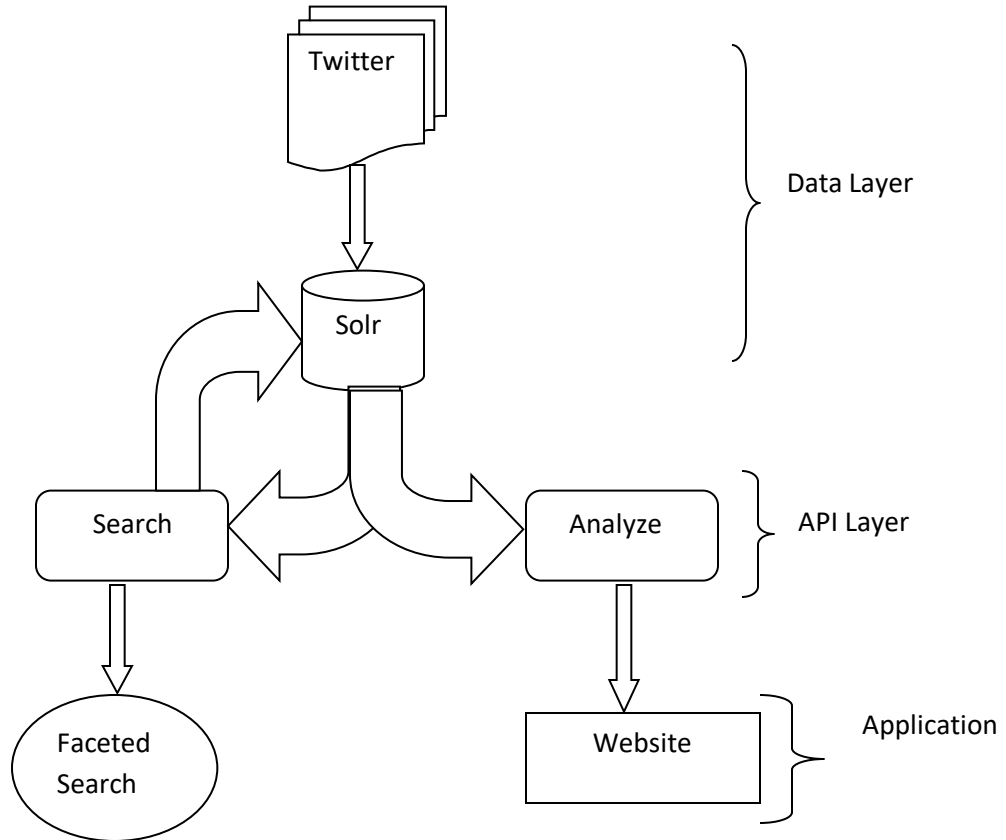 Twitter
Data Layer
Solr
Search
Analyze
API Layer
Faceted
Search
Website
Application